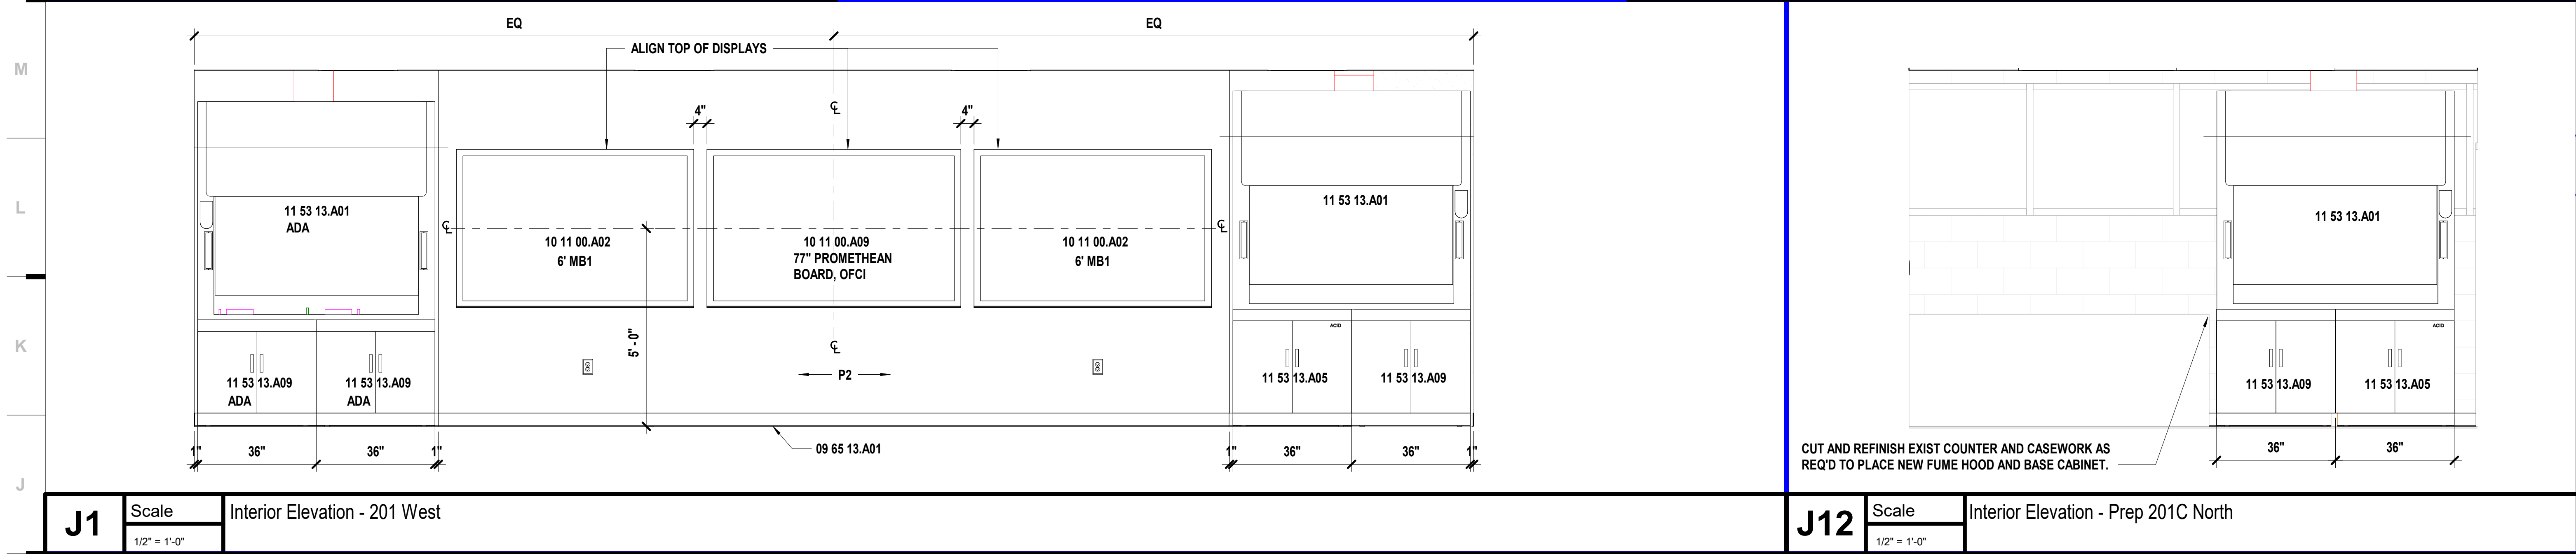 EQ
EQ
ALIGN TOP OF DISPLAYS
M
L
K
J
4"
4"
11 53 13.A01
ADA
10 11 00.A02
6' MB1
10 11 00.A09
77" PROMETHEAN
BOARD, OFCI
10 11 00.A02
6' MB1
11 53 13.A01
5' - 0"
P2
11 53 13.A09
ADA
11 53 13.A09
ADA
ACID
11 53 13.A05
11 53 13.A09
09 65 13.A01
1"
36"
36"
1"
1"
36"
36"
1"
J1
Scale
1/2" = 1'-0"
Interior Elevation - 201 West
11 53 13.A01
ACID
11 53 13.A09
11 53 13.A05
CUT AND REFINISH EXIST COUNTER AND CASEWORK AS
REQ'D TO PLACE NEW FUME HOOD AND BASE CABINET.
36"
36"
J12
Scale
1/2" = 1'-0"
Interior Elevation - Prep 201C North